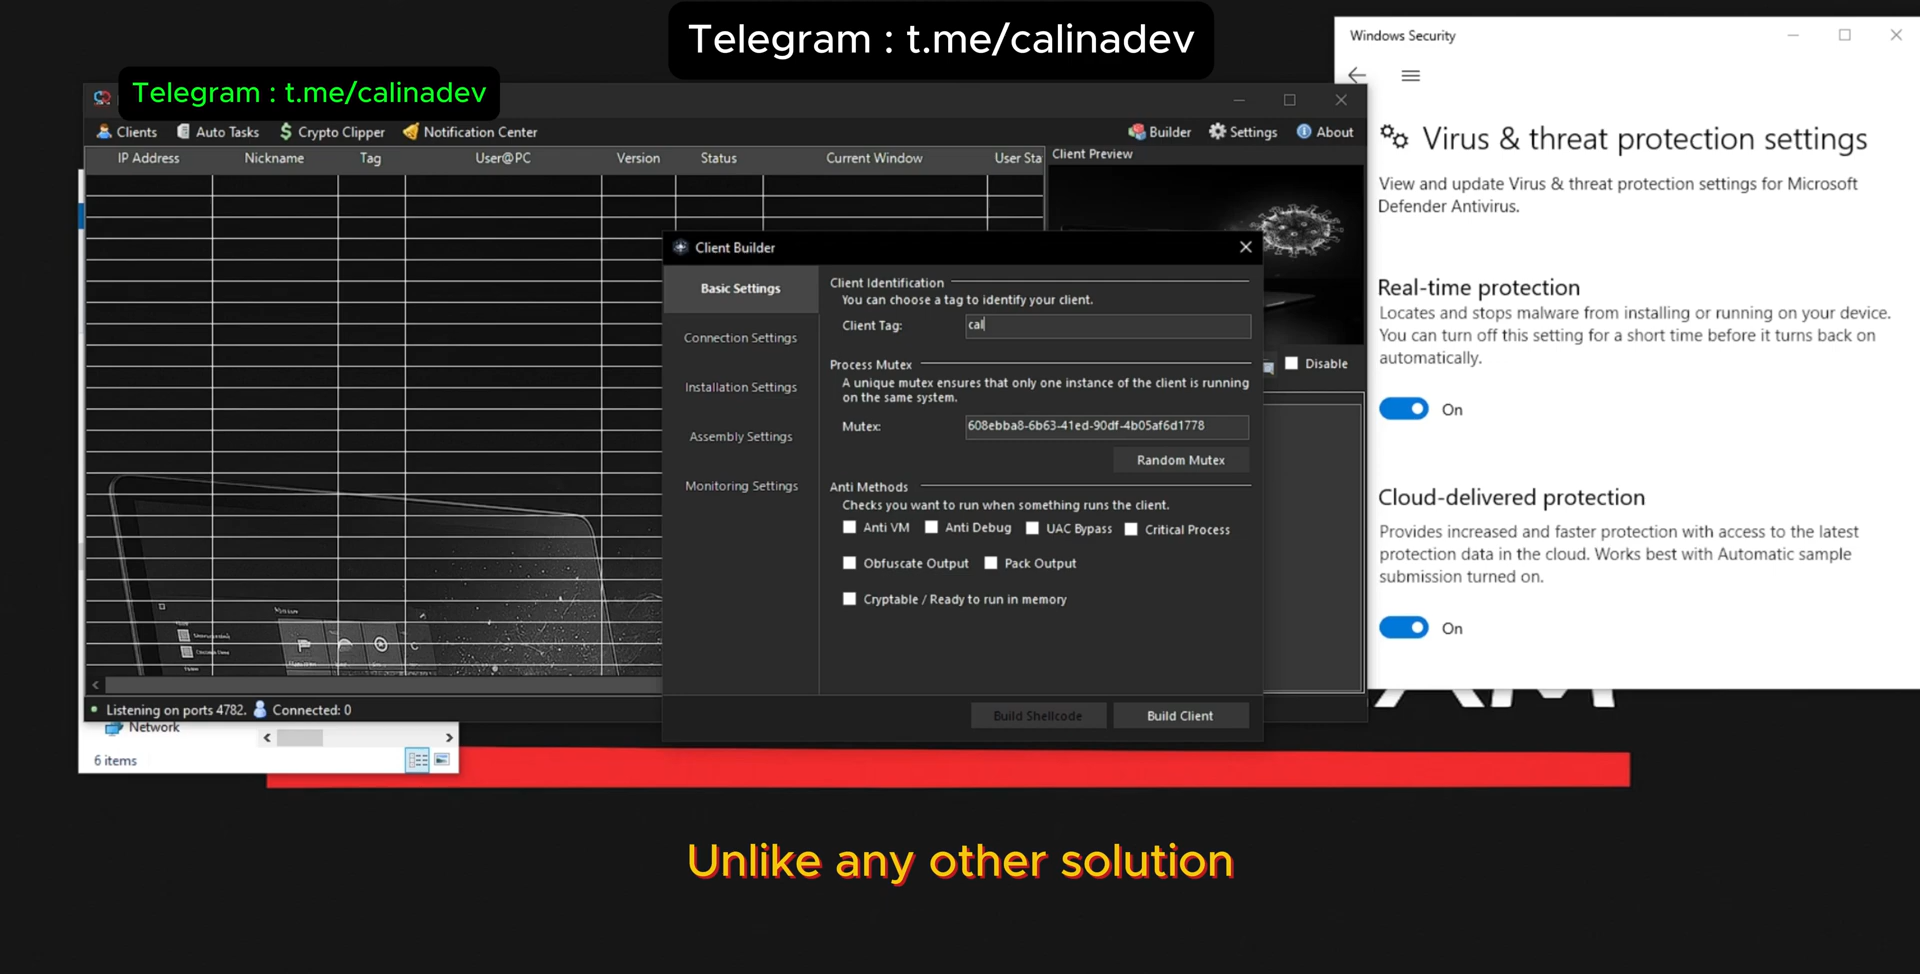 Telegram : t.me/calinadev
Windows Security
Telegram : t.me/calinadev
Clients
Auto Tasks
Crypto Clipper
Notification Center
Builder
Settings
About
IP Address
Nickname
Tag
User@PC
Version
Status
Current Window
User Sta
Client Preview
Disable
Client Builder
Basic Settings
Connection Settings
Installation Settings
Assembly Settings
Monitoring Settings
Client Identification
You can choose a tag to identify your client.
Client Tag:
cal
Process Mutex
A unique mutex ensures that only one instance of the client is running
on the same system.
Mutex:
608ebba8-6b63-41ed-90df-4b05af6d1778
Random Mutex
Anti Methods
Checks you want to run when something runs the client.
Anti VM
Anti Debug
UAC Bypass
Critical Process
Obfuscate Output
Pack Output
Cryptable / Ready to run in memory
Build Shellcode
Build Client
Listening on ports 4782.
Connected: 0
Network
6 items
Virus & threat protection settings
View and update Virus & threat protection settings for Microsoft
Defender Antivirus.
Real-time protection
Locates and stops malware from installing or running on your device.
You can turn off this setting for a short time before it turns back on
automatically.
On
Cloud-delivered protection
Provides increased and faster protection with access to the latest
protection data in the cloud. Works best with Automatic sample
submission turned on.
On
Unlike any other solution